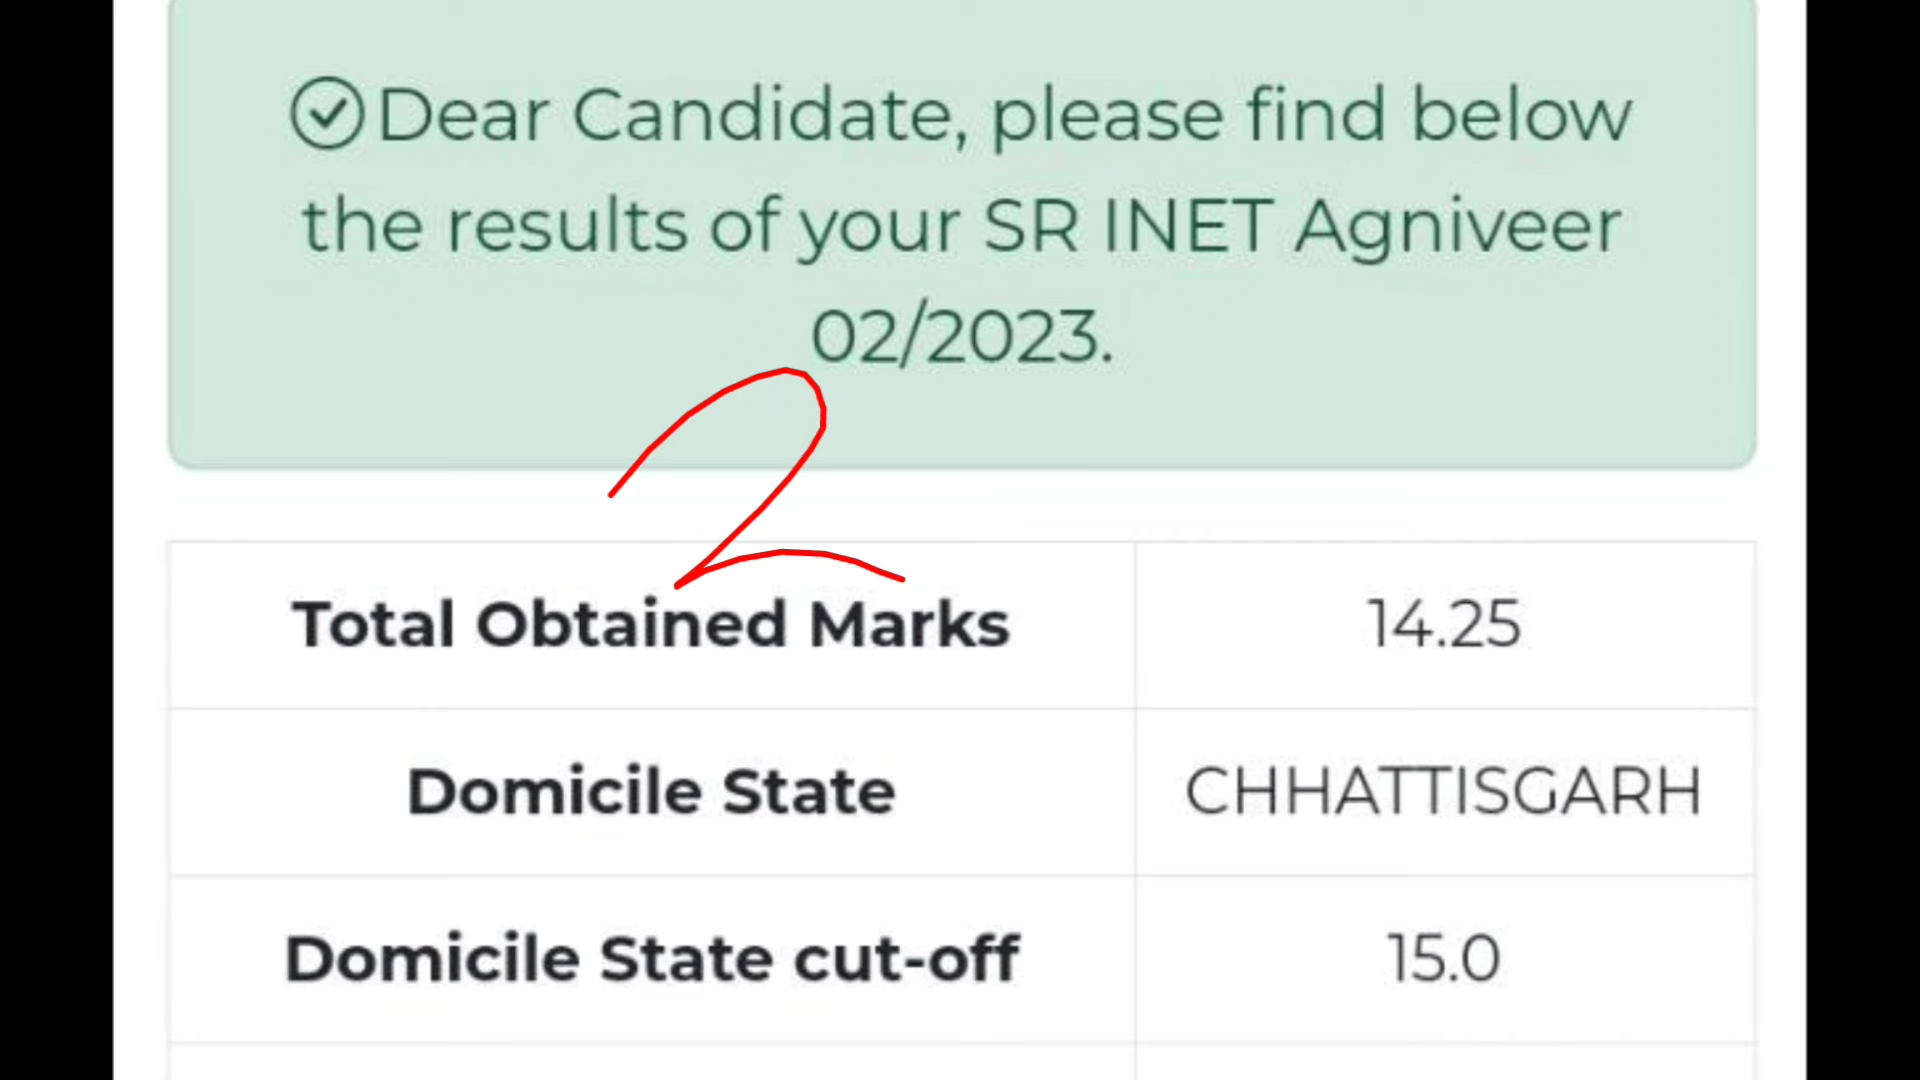 Dear Candidate, please find below
the results of your SR INET Agniveer
02/2023.
2
Total Obtained Marks 14.25
Domicile State CHHATTISGARH
Domicile State cut-off 15.0